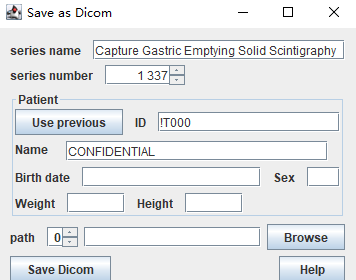 Save as Dicom
series name Capture Gastric Emptying Solid Scintigraphy
series number 1 337
Patient
Use previous ID !T000
Name CONFIDENTIAL
Birth date Sex
Weight Height
path 0 Browse
Save Dicom Help